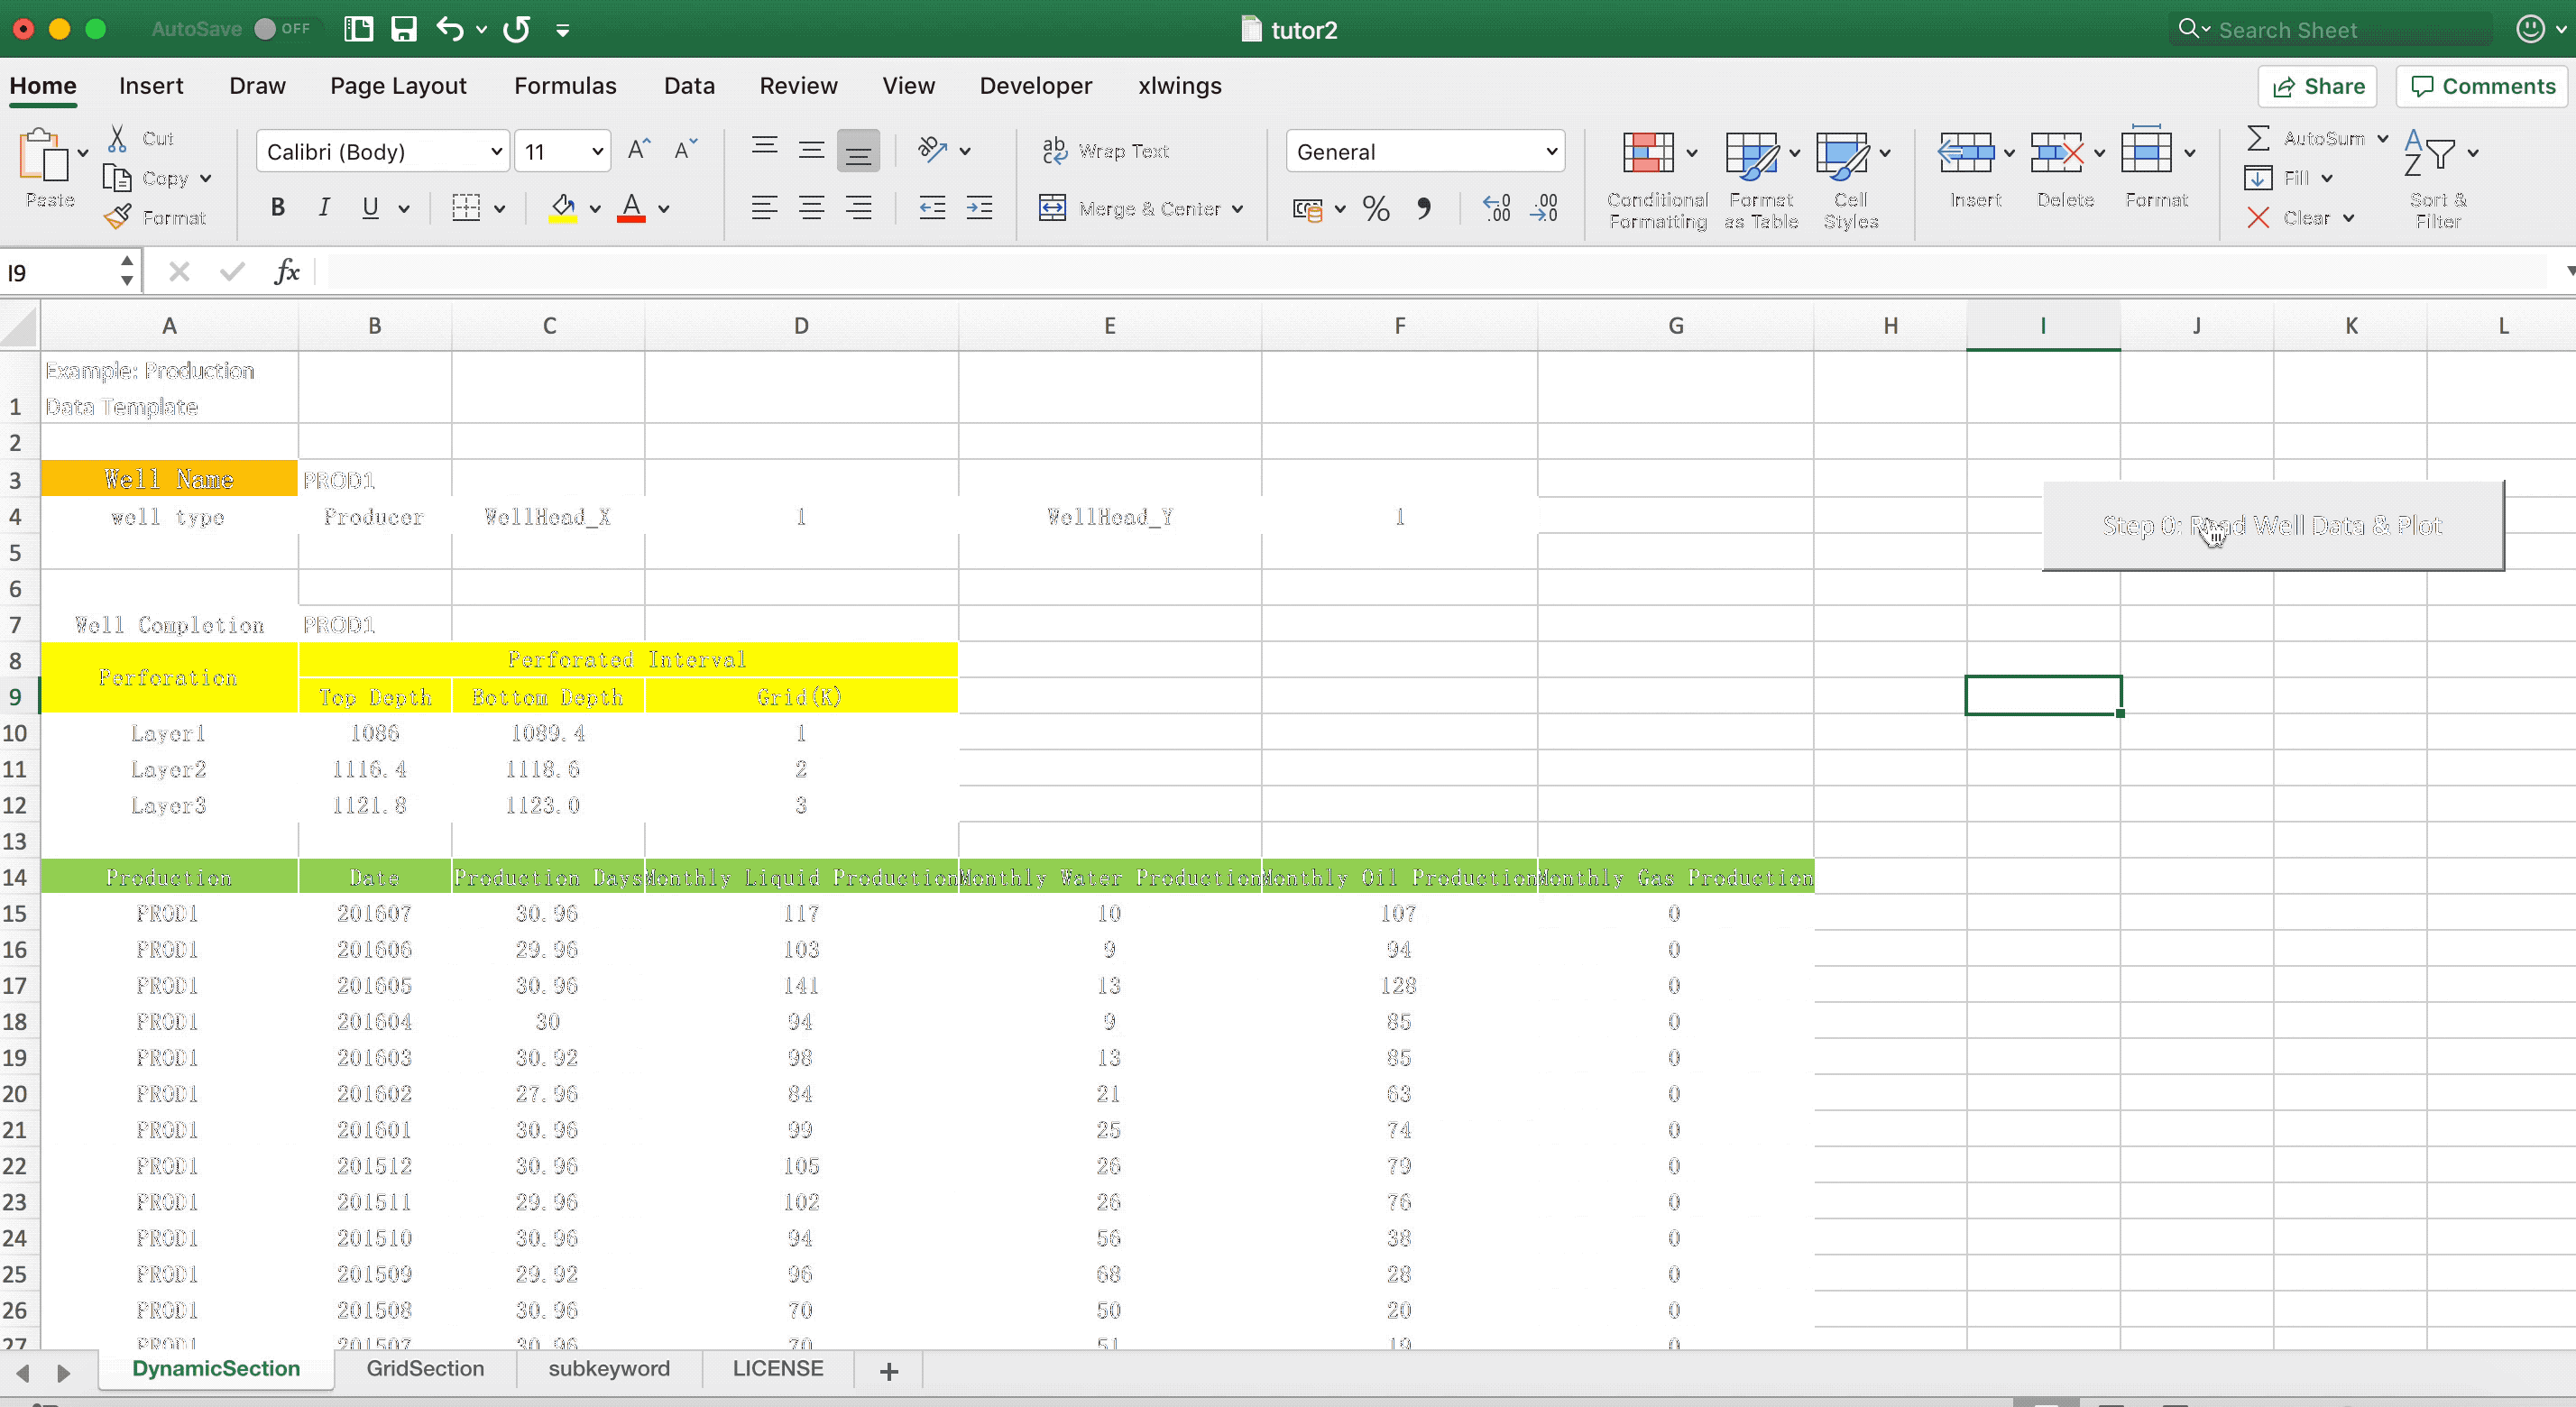 AutoSave OFF tutor2 Search Sheet
Home Insert Draw Page Layout Formulas Data Review View Developer xlwings Share Comments
Paste Cut Copy Format
Calibri (Body) 11 A A
B I U A
ab c Wrap Text
Merge & Center
General
% .00 .00
Conditional Formatting
Format as Table
Cell Styles
Insert Delete Format
AutoSum
Fill
Clear
Sort & Filter
I9 fx
A B C D E F G H I J K L
Example: Production
1 Data Template
2
3 Well Name PROD1
4 well type Producer WellHead_X 1 WellHead_Y 1
Step 0: Read Well Data & Plot
5
6
7 Well Completion PROD1
8 Perforation Perforated Interval
9 Top Depth Bottom Depth Grid(K)
10 Layer1 1086 1089.4 1
11 Layer2 1116.4 1118.6 2
12 Layer3 1121.8 1123.0 3
13
14 Production Date Production Days Monthly Liquid Production Monthly Water Production Monthly Oil Production Monthly Gas Production
15 PROD1 201607 30.96 117 10 107 0
16 PROD1 201606 29.96 103 9 94 0
17 PROD1 201605 30.96 141 13 128 0
18 PROD1 201604 30 94 9 85 0
19 PROD1 201603 30.92 98 13 85 0
20 PROD1 201602 27.96 84 21 63 0
21 PROD1 201601 30.96 99 25 74 0
22 PROD1 201512 30.96 105 26 79 0
23 PROD1 201511 29.96 102 26 76 0
24 PROD1 201510 30.96 94 56 38 0
25 PROD1 201509 29.92 96 68 28 0
26 PROD1 201508 30.96 70 50 20 0
27 PROD1 201507 30.96 70 51 19 0
DynamicSection GridSection subkeyword LICENSE +